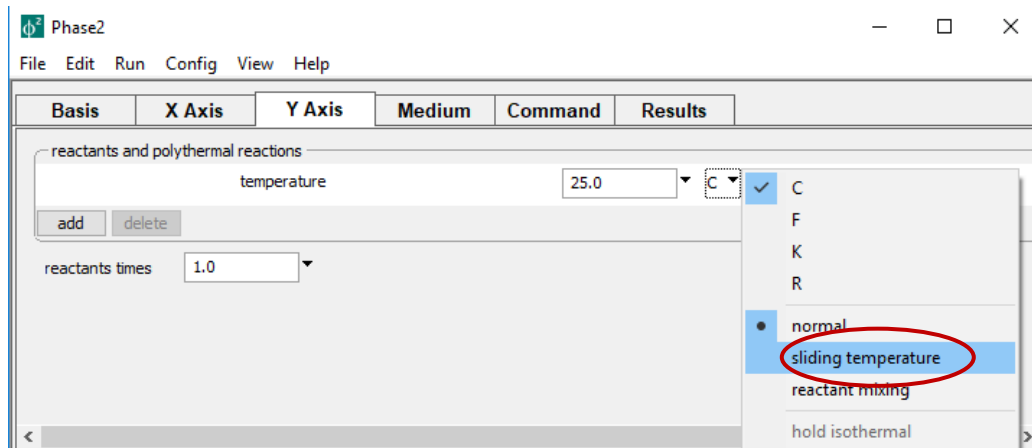 ϕ² Phase2
File Edit Run Config View Help
Basis X Axis Y Axis Medium Command Results
reactants and polythermal reactions
temperature 25.0 C
C
F
K
R
add delete
reactants times 1.0
normal
sliding temperature
reactant mixing
hold isothermal